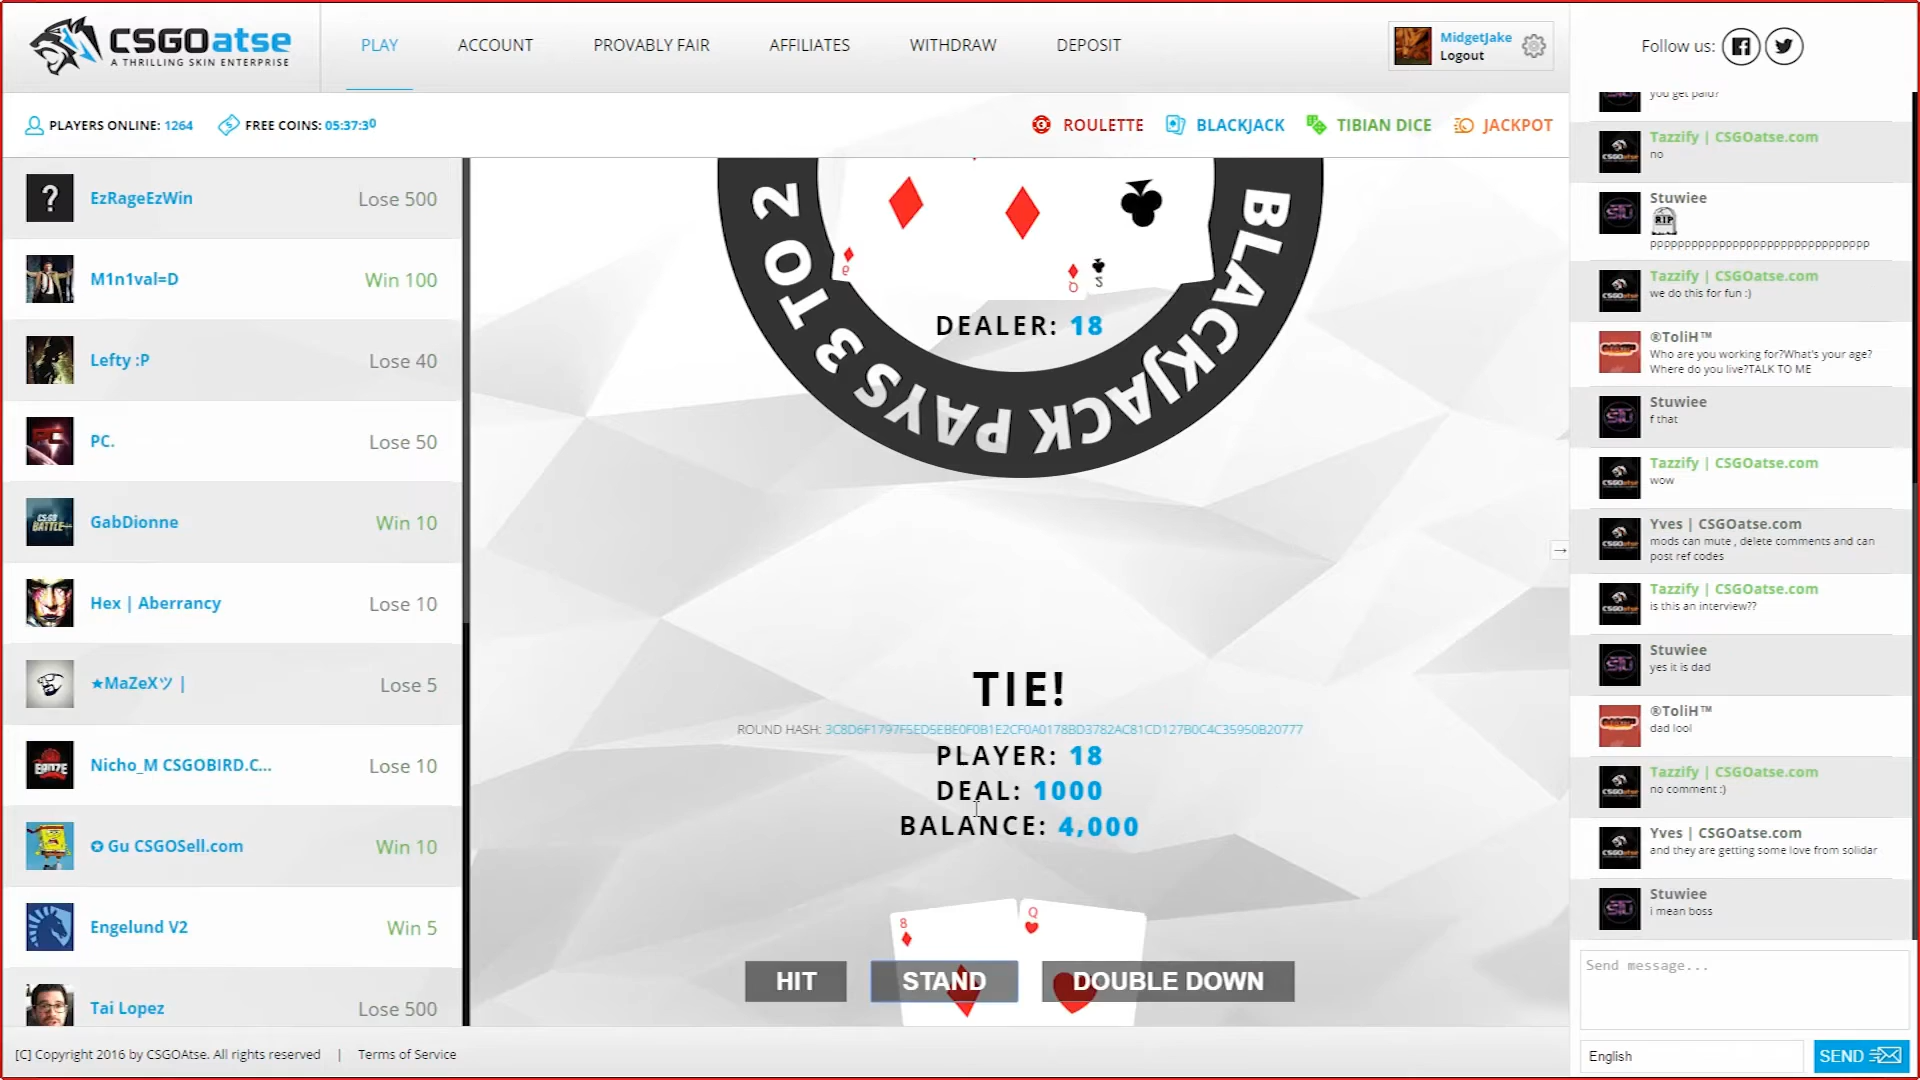 CSGOatse
A THRILLING SKIN ENTERPRISE
PLAY
ACCOUNT
PROVABLY FAIR
AFFILIATES
WITHDRAW
DEPOSIT
MidgetJake
Logout
Follow us:
PLAYERS ONLINE: 1264
FREE COINS: 05:37:30
ROULETTE
BLACKJACK
TIBIAN DICE
JACKPOT
EzRageEzWin Lose 500
M1n1val=D Win 100
Lefty :P Lose 40
PC. Lose 50
GabDionne Win 10
Hex | Aberrancy Lose 10
★MaZeXツ | Lose 5
Nicho_M CSGOBIRD.C... Lose 10
✪ Gu CSGOSell.com Win 10
Engelund V2 Win 5
Tai Lopez Lose 500
BLACKJACK PAYS 3 TO 2
Q
2
DEALER: 18
TIE!
ROUND HASH: 3C8D6F1797F5ED5EBE0F0B1E2CF0A0178BD3782AC81CD127B0C4C35950B20777
PLAYER: 18
DEAL: 1000
BALANCE: 4,000
8
Q
HIT
STAND
DOUBLE DOWN
you get paid?
Tazzify | CSGOatse.com
no
Stuwiee
RIP
Tazzify | CSGOatse.com
we do this for fun :)
®ToliH™
Who are you working for?What's your age?
Where do you live?TALK TO ME
Stuwiee
f that
Tazzify | CSGOatse.com
wow
Yves | CSGOatse.com
mods can mute , delete comments and can
post ref codes
Tazzify | CSGOatse.com
is this an interview??
Stuwiee
yes it is dad
®ToliH™
dad lool
Tazzify | CSGOatse.com
no comment :)
Yves | CSGOatse.com
and they are getting some love from solidar
Stuwiee
i mean boss
Send message...
English
SEND
[C] Copyright 2016 by CSGOAtse. All rights reserved | Terms of Service